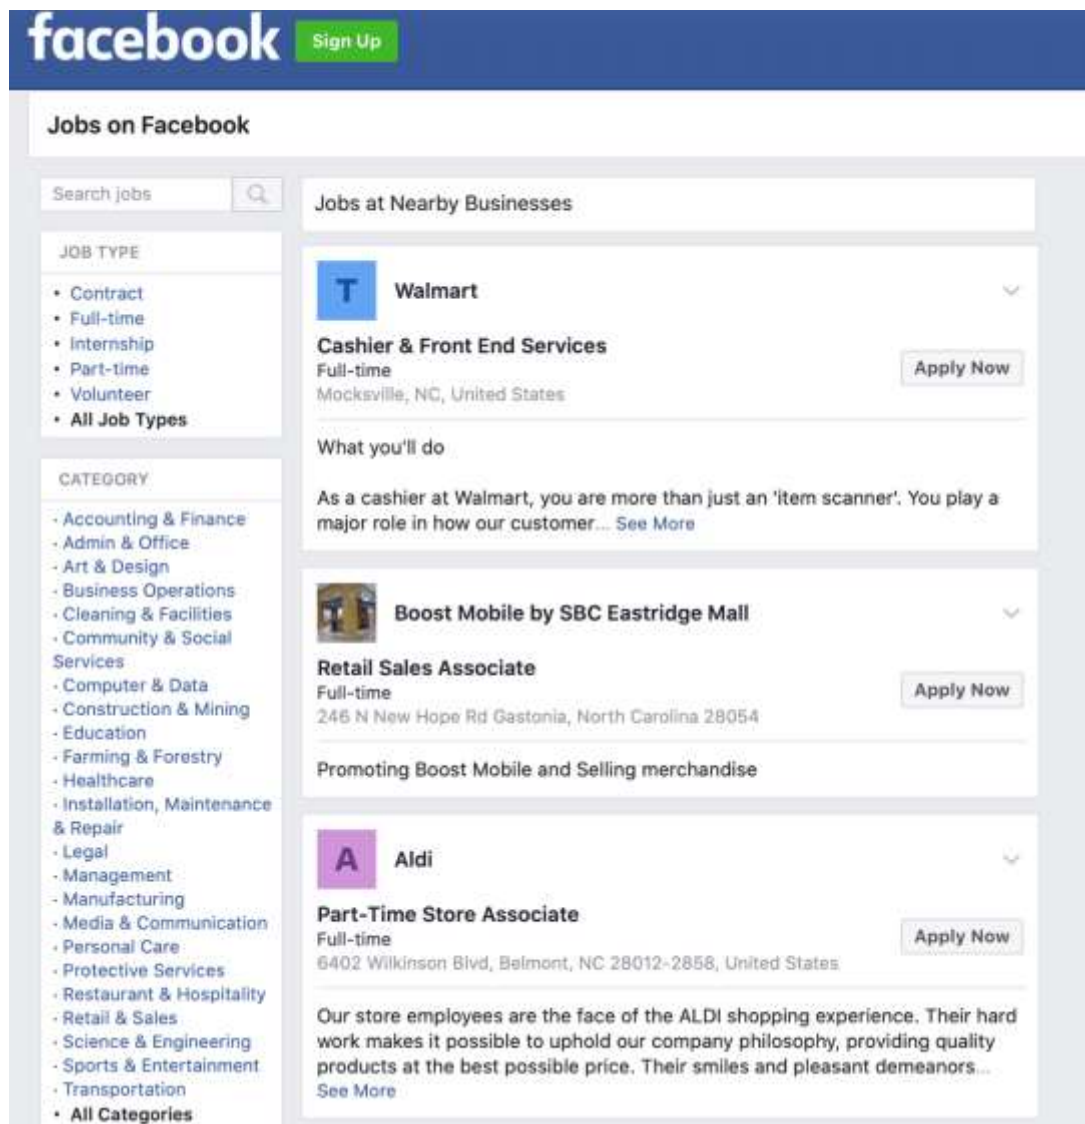 facebook Sign Up
Jobs on Facebook
Search jobs
JOB TYPE
• Contract
• Full-time
• Internship
• Part-time
• Volunteer
• All Job Types
CATEGORY
· Accounting & Finance
· Admin & Office
· Art & Design
· Business Operations
· Cleaning & Facilities
· Community & Social
Services
· Computer & Data
· Construction & Mining
· Education
· Farming & Forestry
· Healthcare
· Installation, Maintenance
& Repair
· Legal
· Management
· Manufacturing
· Media & Communication
· Personal Care
· Protective Services
· Restaurant & Hospitality
· Retail & Sales
· Science & Engineering
· Sports & Entertainment
· Transportation
• All Categories
Jobs at Nearby Businesses
T Walmart
Cashier & Front End Services
Full-time
Apply Now
Mocksville, NC, United States
What you'll do
As a cashier at Walmart, you are more than just an 'item scanner'. You play a
major role in how our customer... See More
Boost Mobile by SBC Eastridge Mall
Retail Sales Associate
Full-time
Apply Now
246 N New Hope Rd Gastonia, North Carolina 28054
Promoting Boost Mobile and Selling merchandise
A Aldi
Part-Time Store Associate
Full-time
Apply Now
6402 Wilkinson Blvd, Belmont, NC 28012-2858, United States
Our store employees are the face of the ALDI shopping experience. Their hard
work makes it possible to uphold our company philosophy, providing quality
products at the best possible price. Their smiles and pleasant demeanors...
See More